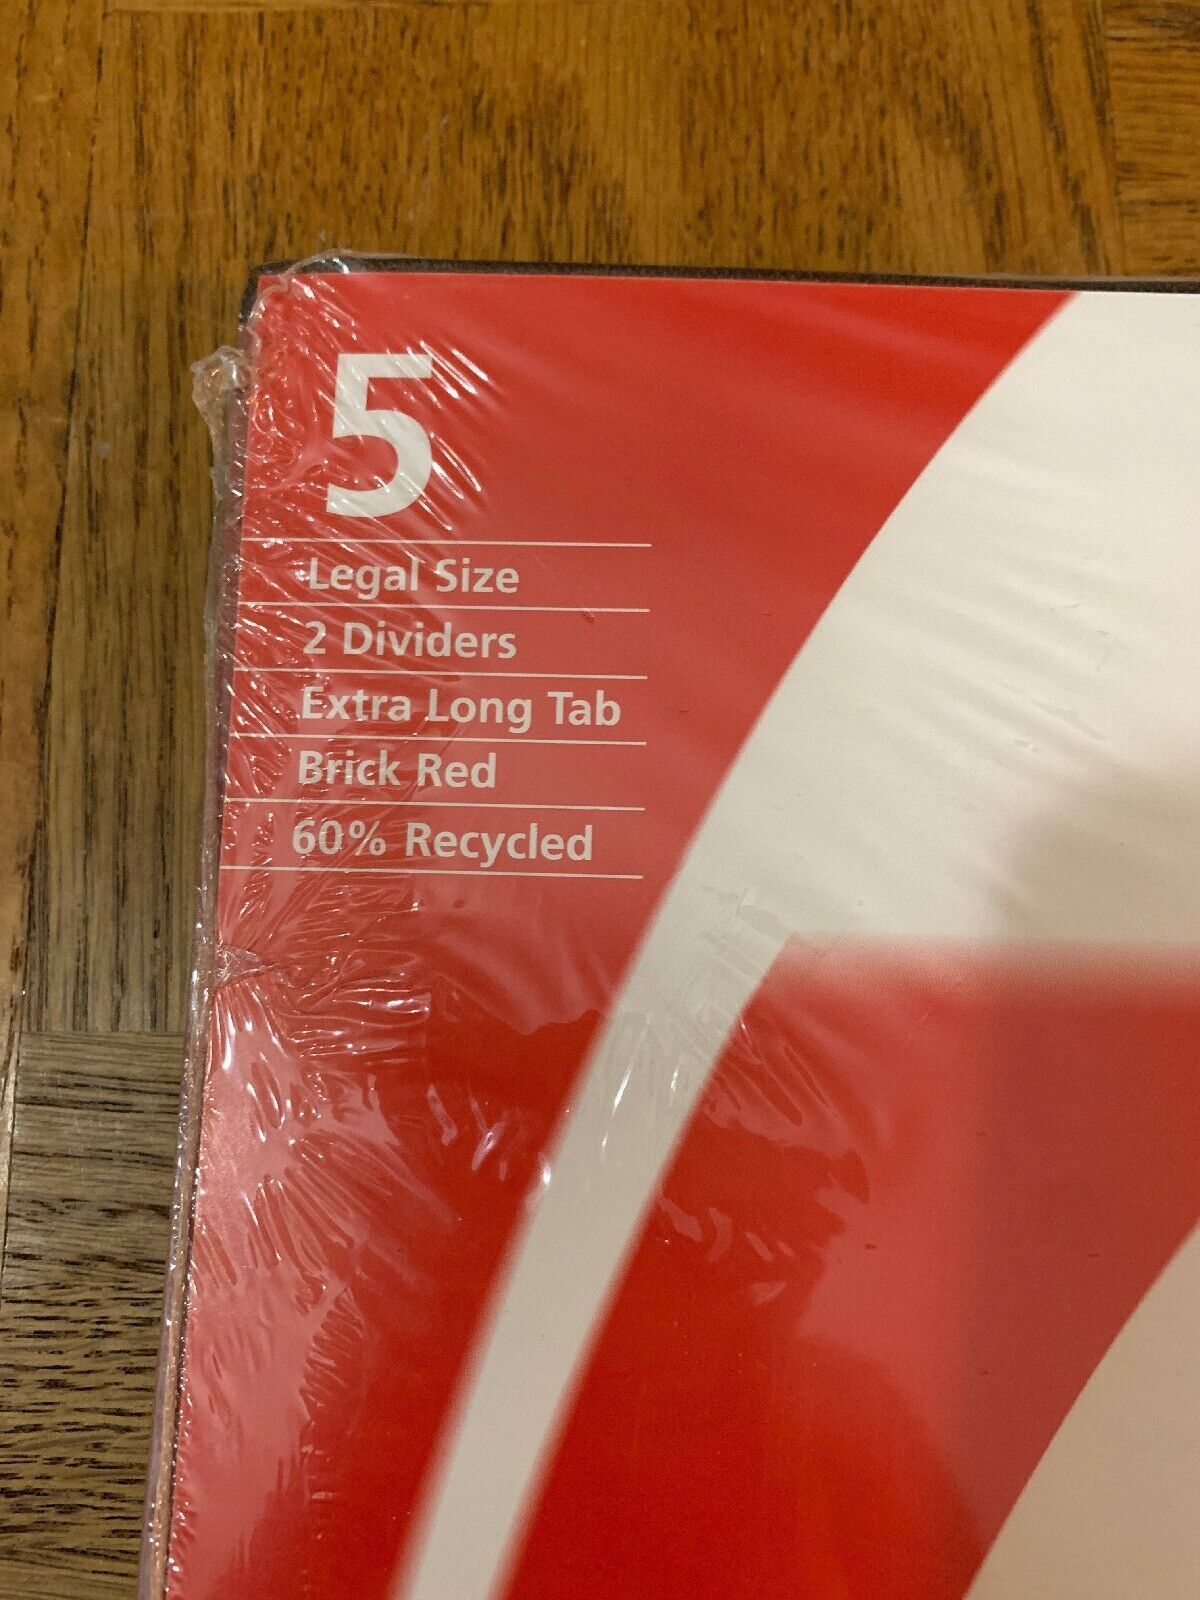 5
Legal Size
2 Dividers
Extra Long Tab
Brick Red
60% Recycled